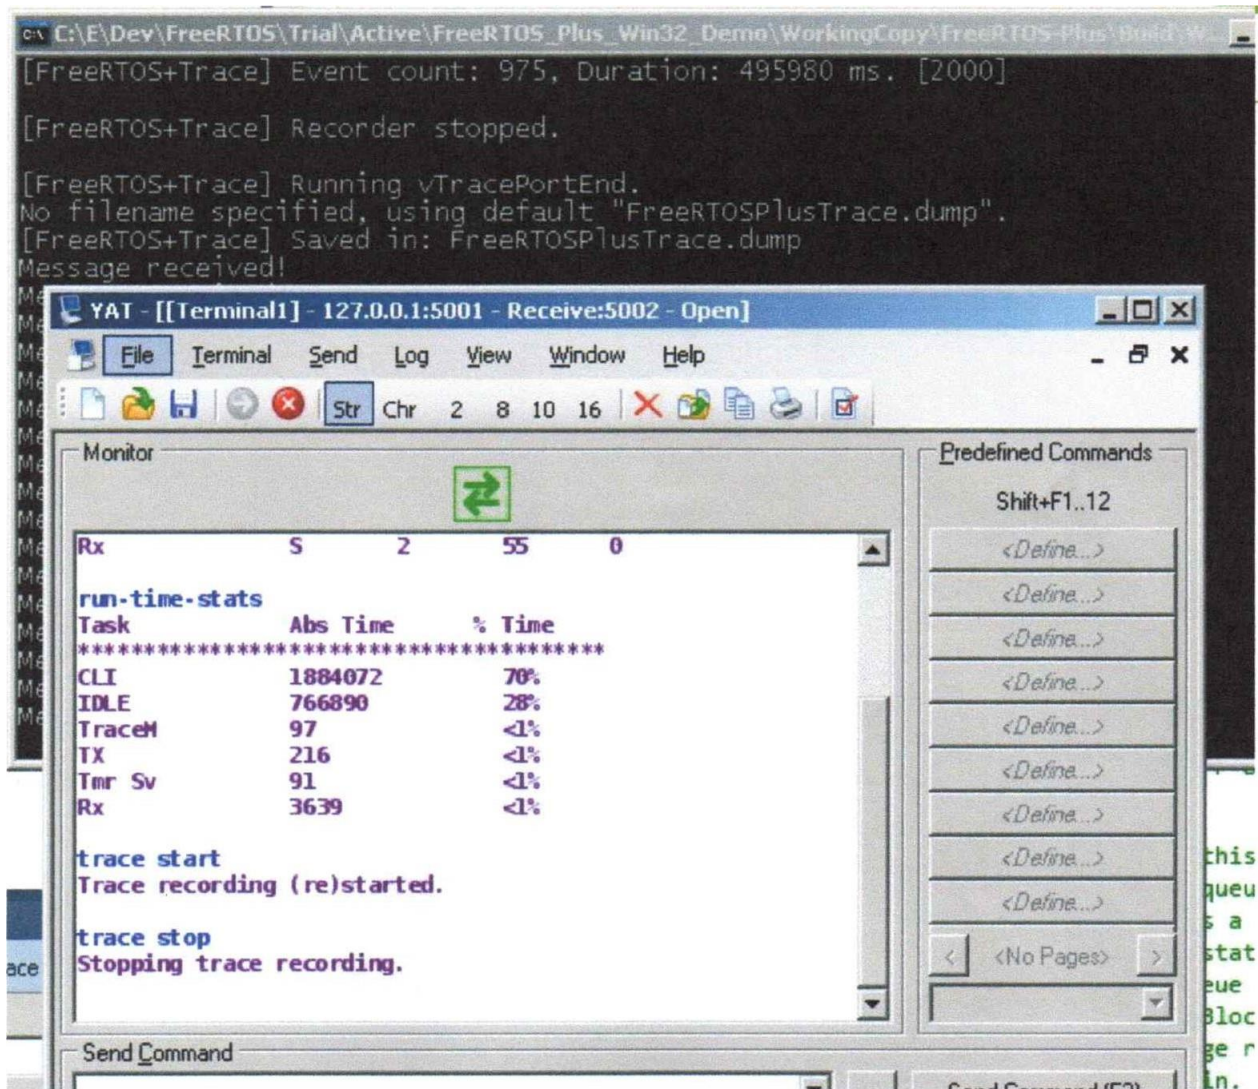 C:\E\Dev\FreeRTOS\Trial\Active\FreeRTOS_Plus_Win32_Demo\WorkingCopy\FreeRTOS-Plus\Build\W...
[FreeRTOS+Trace] Event count: 975, Duration: 495980 ms. [2000]
[FreeRTOS+Trace] Recorder stopped.
[FreeRTOS+Trace] Running vTracePortEnd.
No filename specified, using default "FreeRTOSPlusTrace.dump".
[FreeRTOS+Trace] Saved in: FreeRTOSPlusTrace.dump
Message received!
YAT - [[Terminal1] - 127.0.0.1:5001 - Receive:5002 - Open]
File Terminal Send Log View Window Help
Str Chr 2 8 10 16
Monitor
Rx S 2 55 0
run-time-stats
Task Abs Time % Time
****************************************
CLI 1884072 70%
IDLE 766890 28%
TraceM 97 <1%
TX 216 <1%
Tmr Sv 91 <1%
Rx 3639 <1%
trace start
Trace recording (re)started.
trace stop
Stopping trace recording.
Predefined Commands
Shift+F1..12
<Define...>
<Define...>
<Define...>
<Define...>
<Define...>
<Define...>
<Define...>
<Define...>
<Define...>
< <No Pages> >
Send Command
Send Command (F3)
ace
this
queu
s a
stat
eue
Bloc
ge r
in.